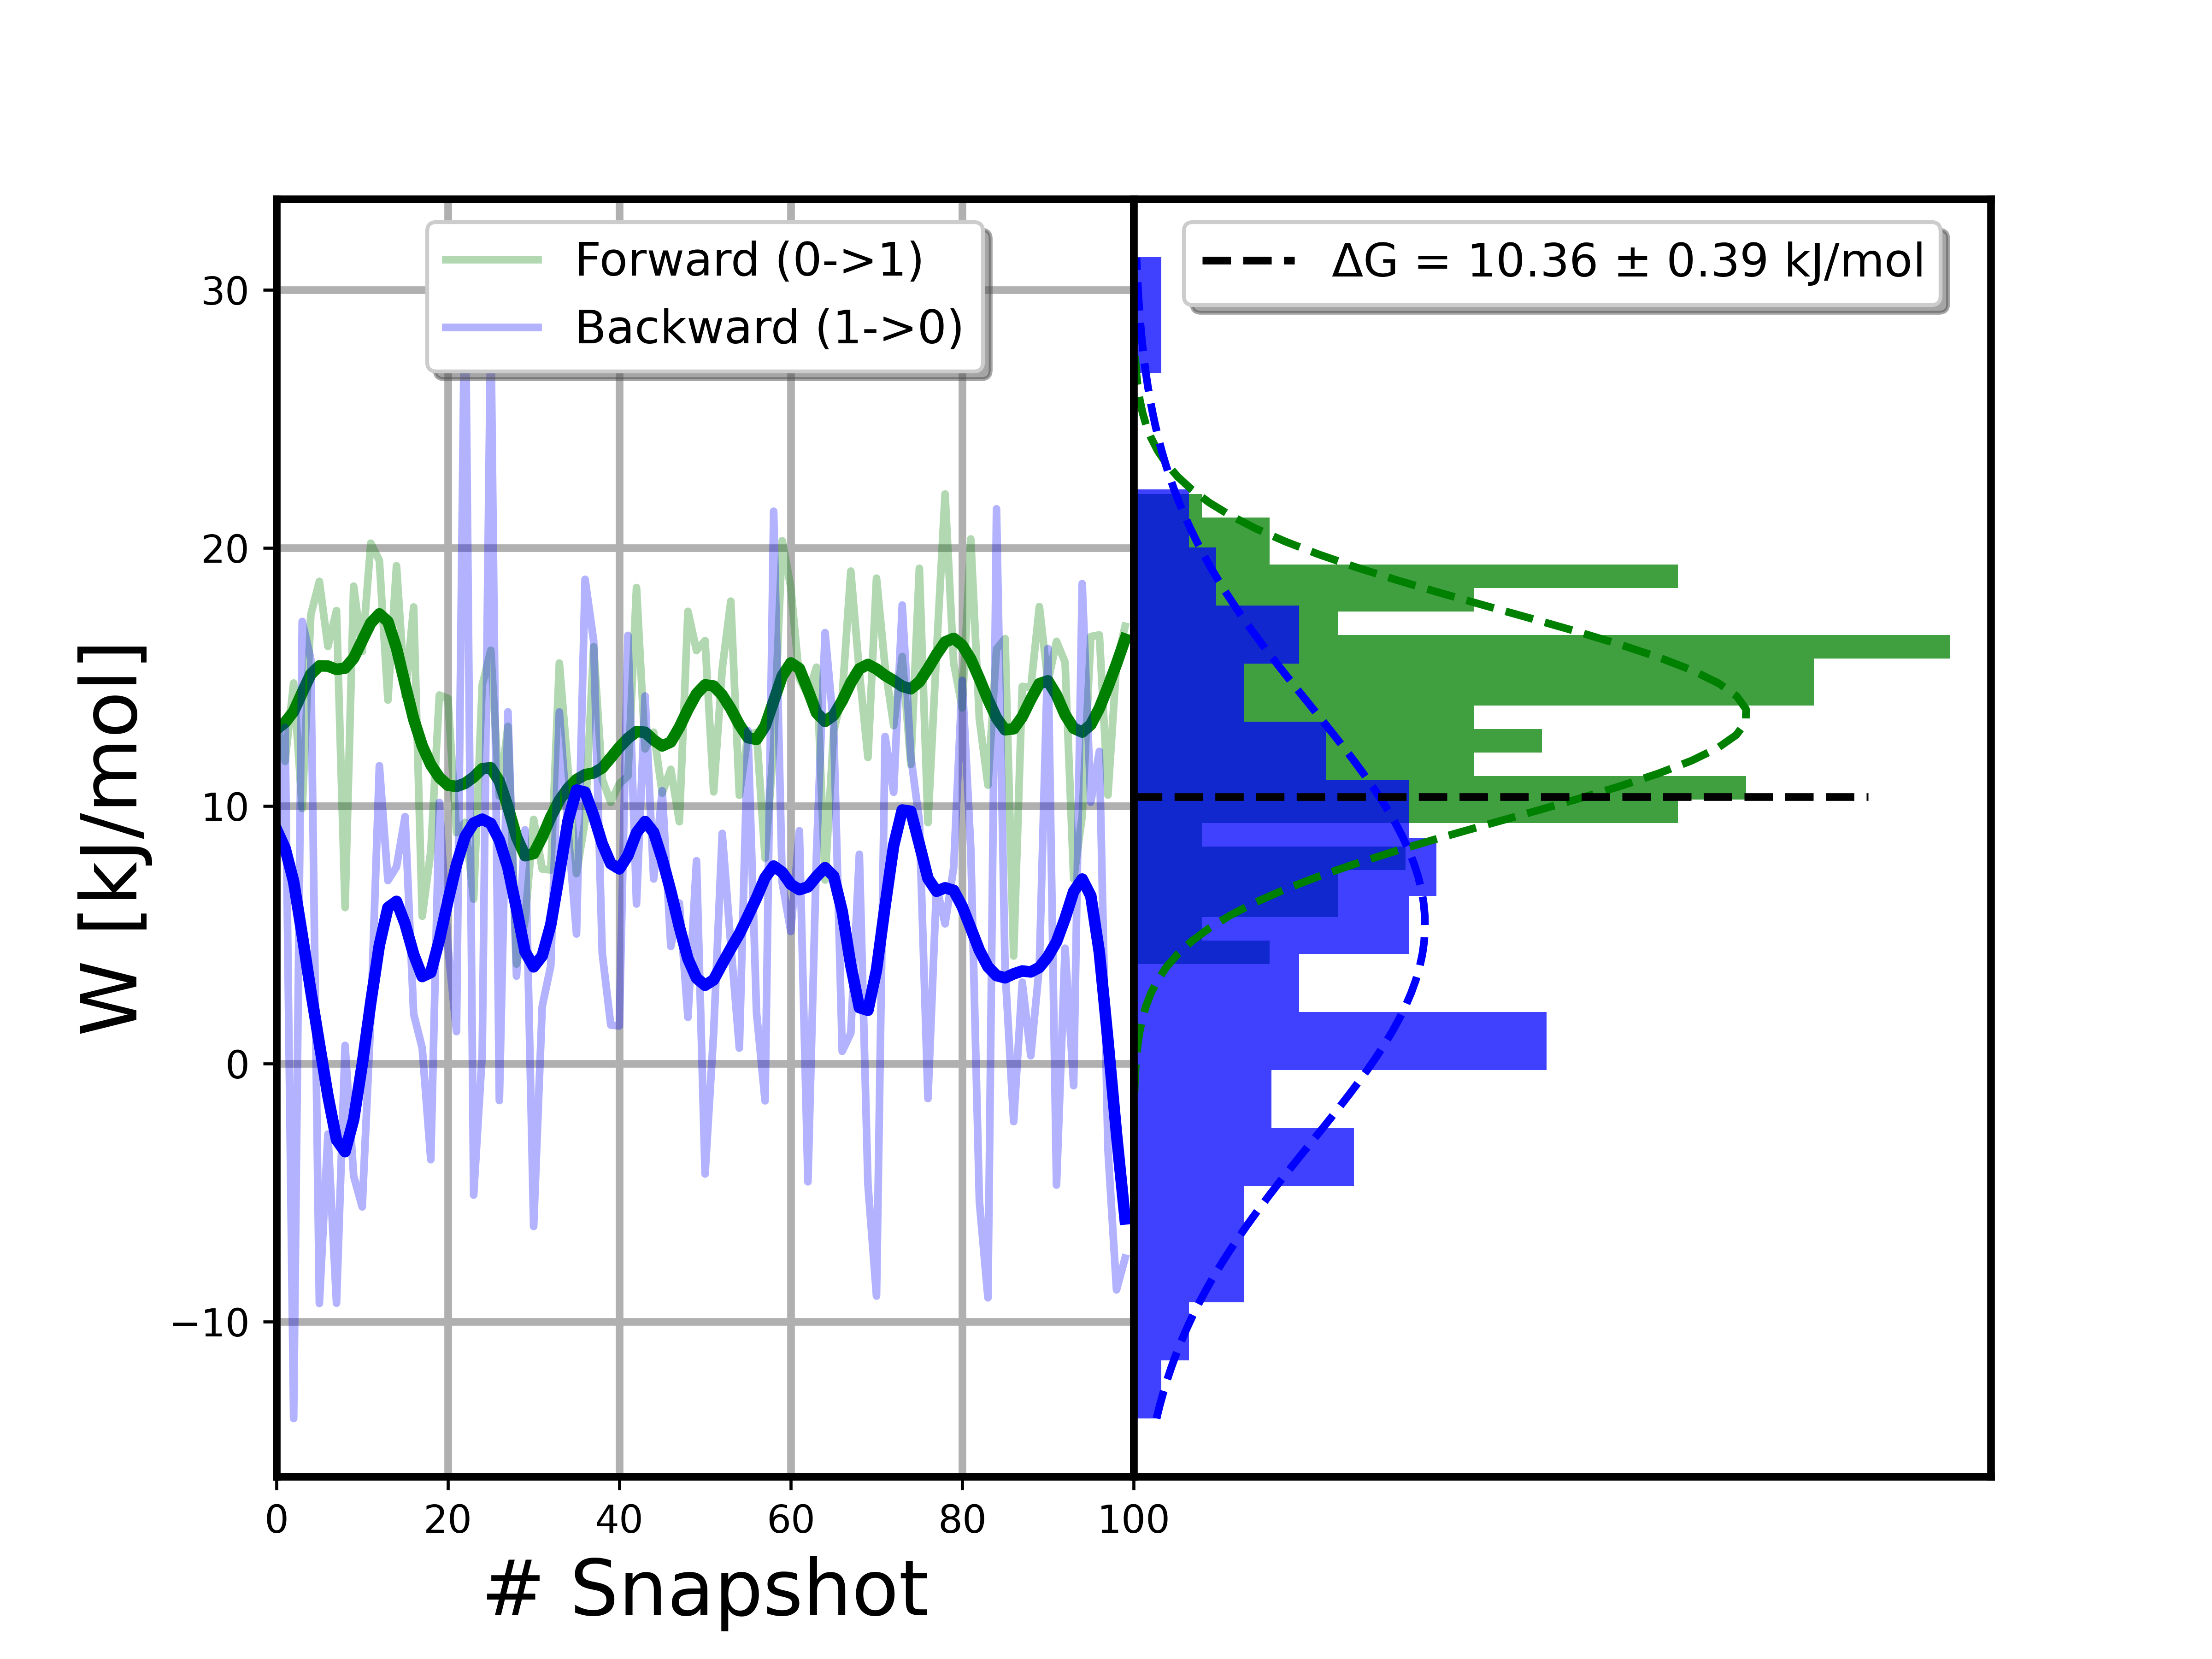 Forward (0->1)
Backward (1->0)
ΔG = 10.36 ± 0.39 kJ/mol
W [kJ/mol]
30
20
10
0
−10
0 20 40 60 80 100
# Snapshot